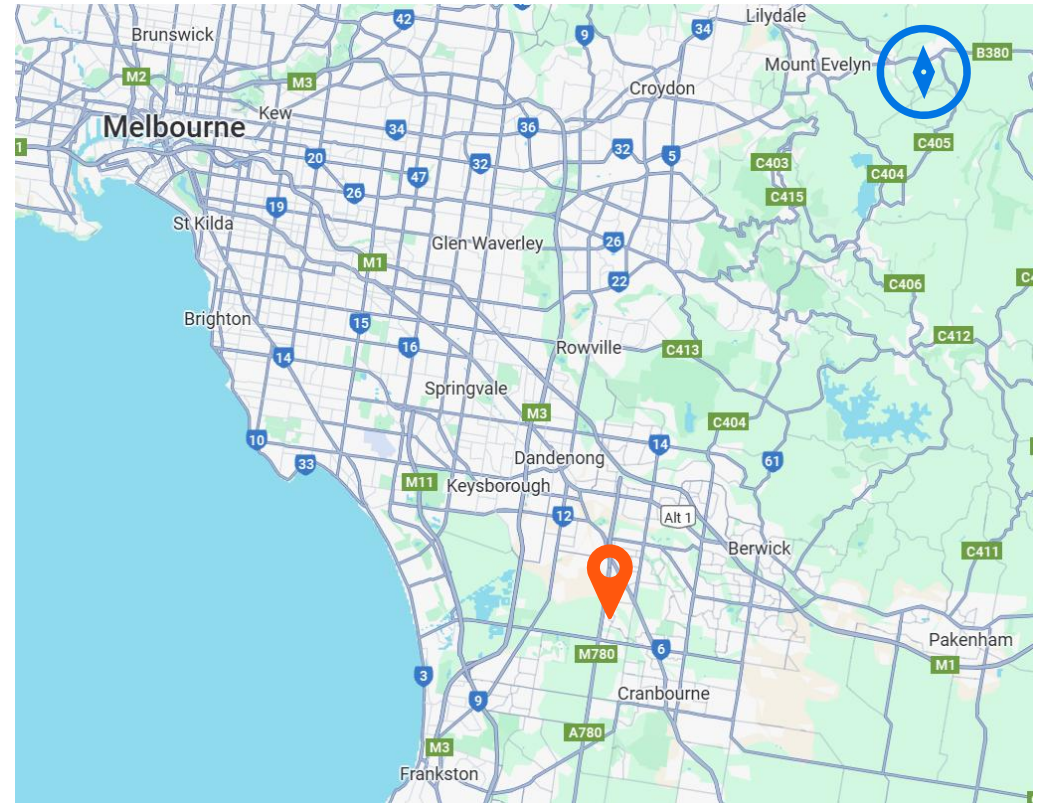 42
Lilydale
9
34
Brunswick
B380
Mount Evelyn
M2
M3
Croydon
Kew
Melbourne
34
36
C405
1
32
5
20
32
C403
47
C404
26
C415
19
St Kilda
Glen Waverley
26
M1
22
C406
Brighton
15
C412
14
16
Rowville
C413
Springvale
M3
C404
10
14
Dandenong
33
61
M11
Keysborough
12
Alt 1
Berwick
C411
Pakenham
6
M780
M1
3
Cranbourne
9
A780
M3
Frankston